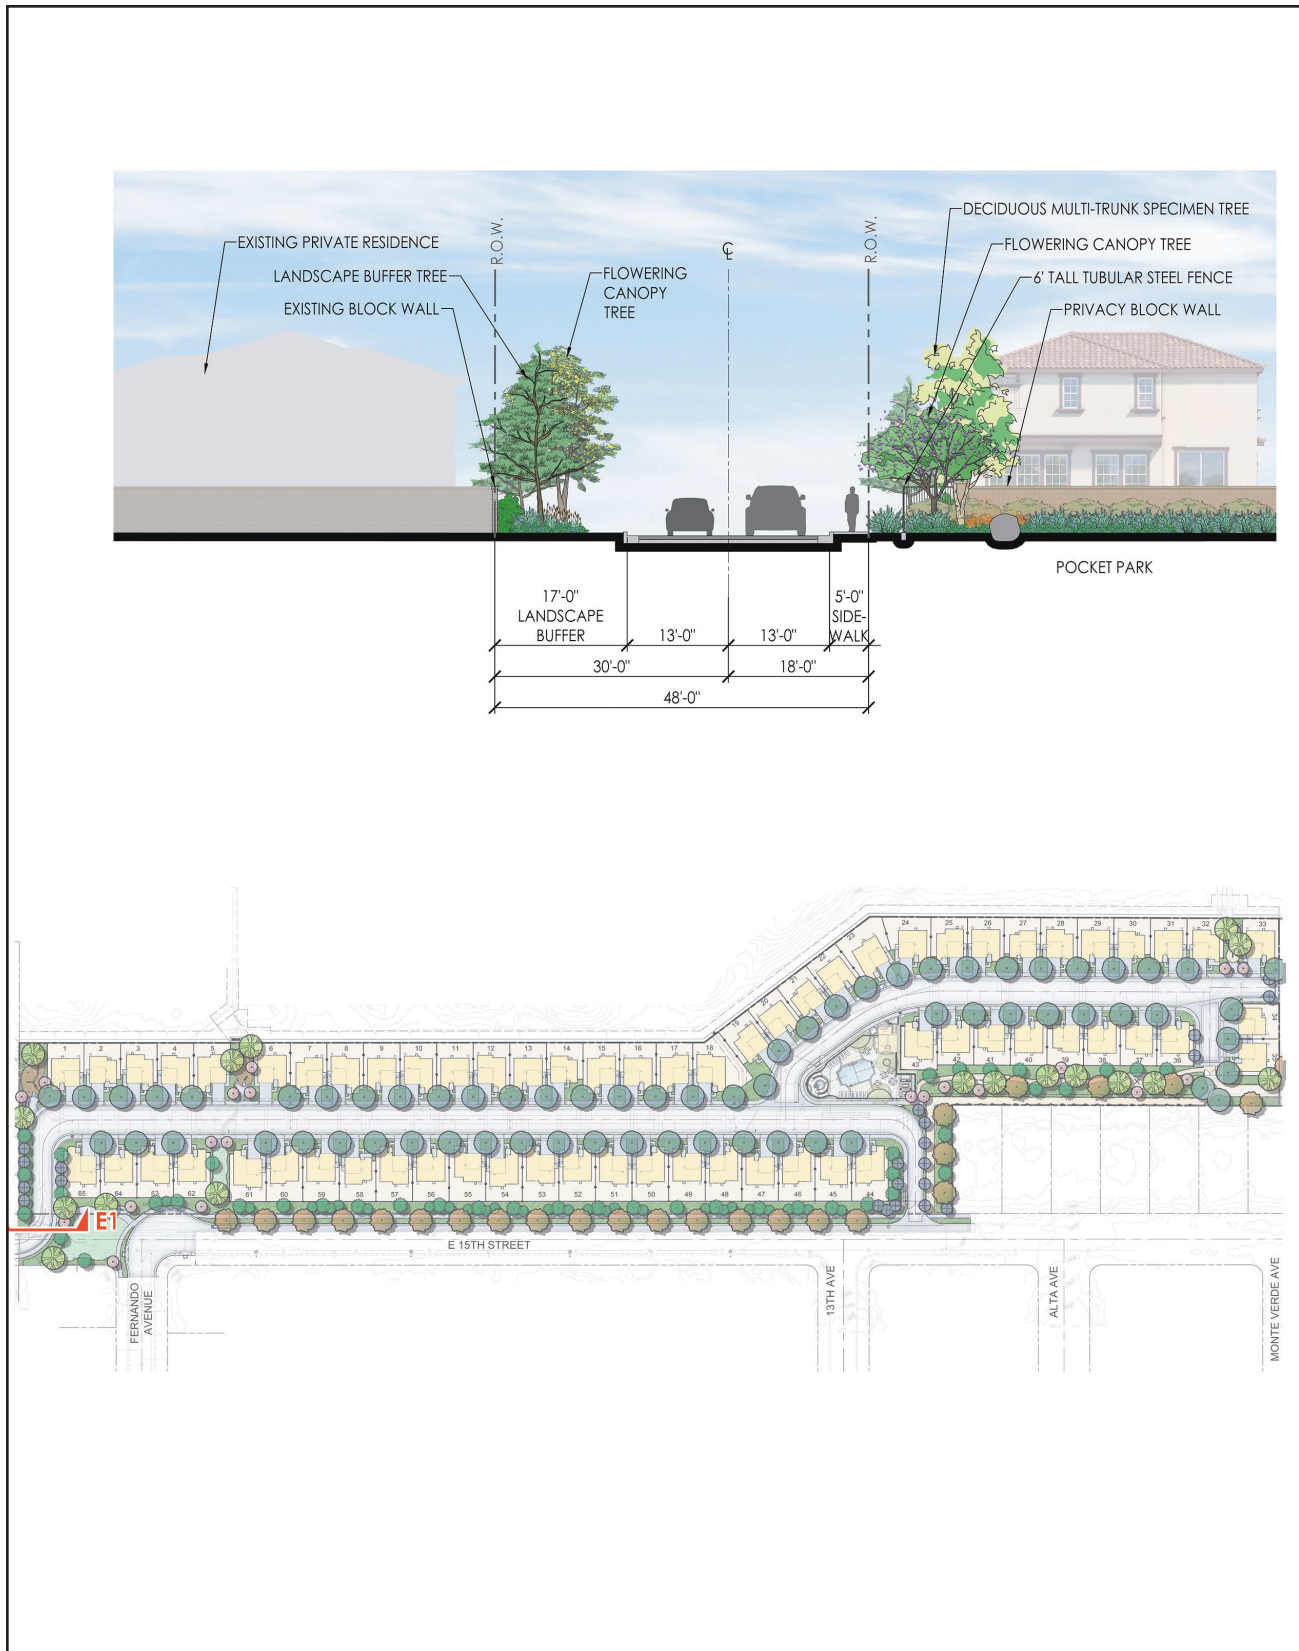 R.O.W.
R.O.W.
℄
EXISTING PRIVATE RESIDENCE
LANDSCAPE BUFFER TREE
EXISTING BLOCK WALL
FLOWERING
CANOPY
TREE
DECIDUOUS MULTI-TRUNK SPECIMEN TREE
FLOWERING CANOPY TREE
6' TALL TUBULAR STEEL FENCE
PRIVACY BLOCK WALL
POCKET PARK
17'-0"
LANDSCAPE
BUFFER
13'-0"
13'-0"
5'-0"
SIDE-
WALK
30'-0"
18'-0"
48'-0"
24 25 26 27 28 29 30 31 32 33
19 20 21 22 23
34
35
43 42 41 40 39 38 37 36
1 2 3 4 5 6 7 8 9 10 11 12 13 14 15 16 17 18
65 64 63 62 61 60 59 58 57 56 55 54 53 52 51 50 49 48 47 46 45 44
E1
E 15TH STREET
FERNANDO
AVENUE
13TH AVE
ALTA AVE
MONTE VERDE AVE